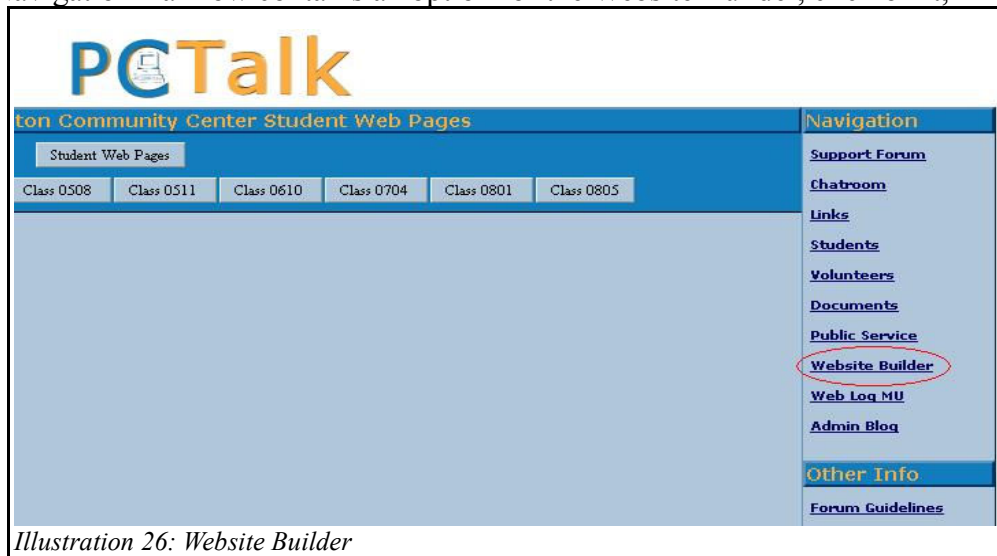 PCTalk
ton Community Center Student Web Pages
Student Web Pages
Class 0508 Class 0511 Class 0610 Class 0704 Class 0801 Class 0805
Navigation
Support Forum
Chatroom
Links
Students
Volunteers
Documents
Public Service
Website Builder
Web Log MU
Admin Blog
Other Info
Forum Guidelines
Illustration 26: Website Builder